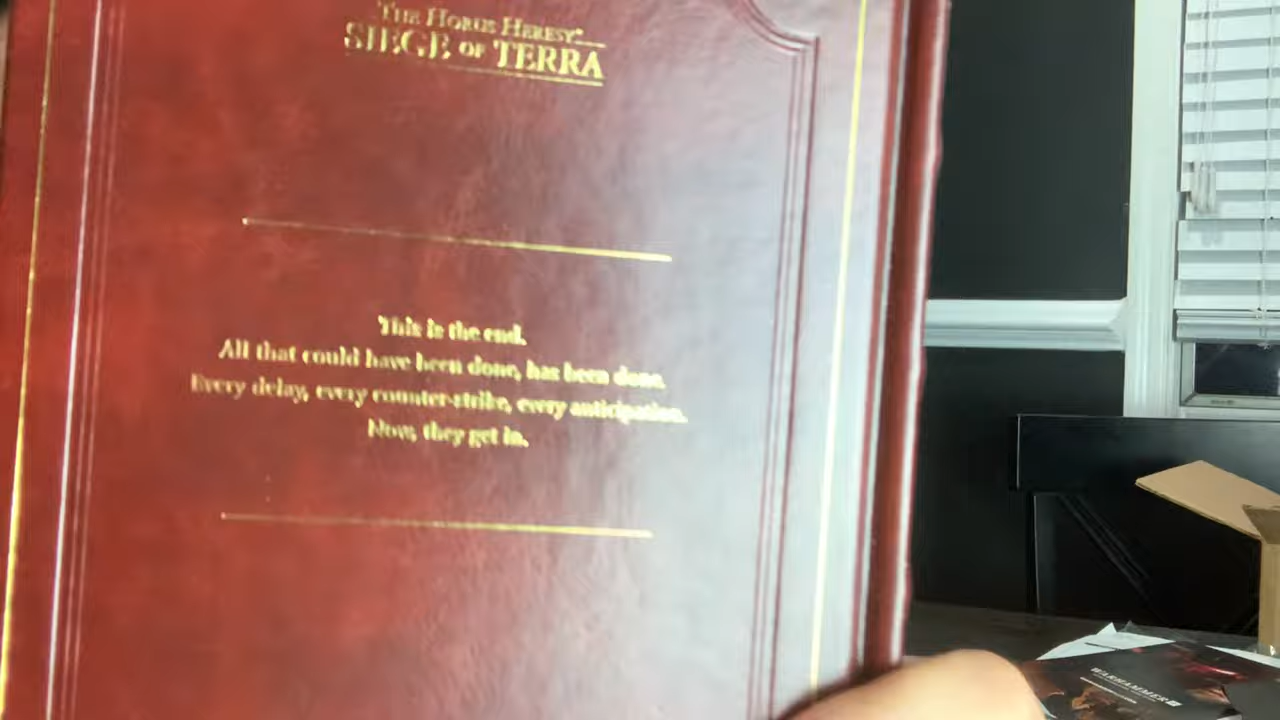 THE HORUS HERESY®
SIEGE OF TERRA
This is the end.
All that could have been done, has been done.
Every delay, every counter-strike, every anticipation.
Now, they get in.
WARHAMMER